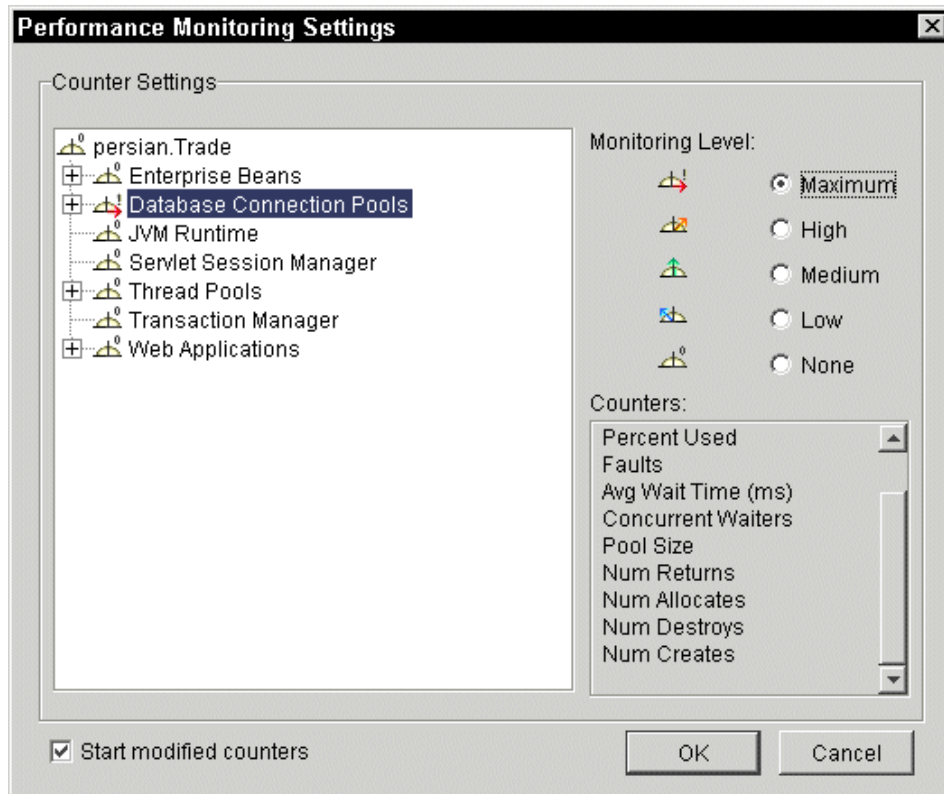 Performance Monitoring Settings
Counter Settings
persian.Trade
Enterprise Beans
Database Connection Pools
JVM Runtime
Servlet Session Manager
Thread Pools
Transaction Manager
Web Applications
Monitoring Level:
Maximum
High
Medium
Low
None
Counters:
Percent Used
Faults
Avg Wait Time (ms)
Concurrent Waiters
Pool Size
Num Returns
Num Allocates
Num Destroys
Num Creates
Start modified counters
OK
Cancel